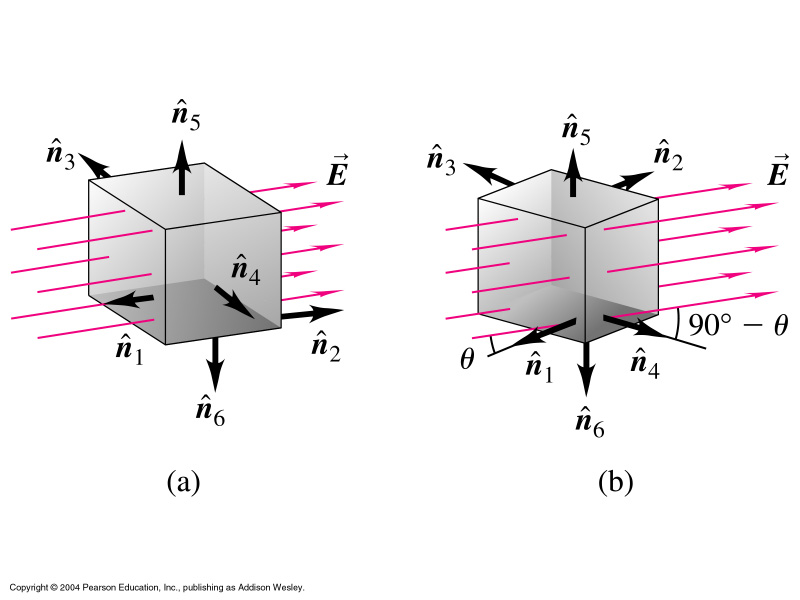 n̂₅
n̂₃
E⃗
n̂₄
n̂₁
n̂₂
n̂₆
(a)
n̂₅
n̂₃
n̂₂
E⃗
90° − θ
θ
n̂₁
n̂₄
n̂₆
(b)
Copyright © 2004 Pearson Education, Inc., publishing as Addison Wesley.